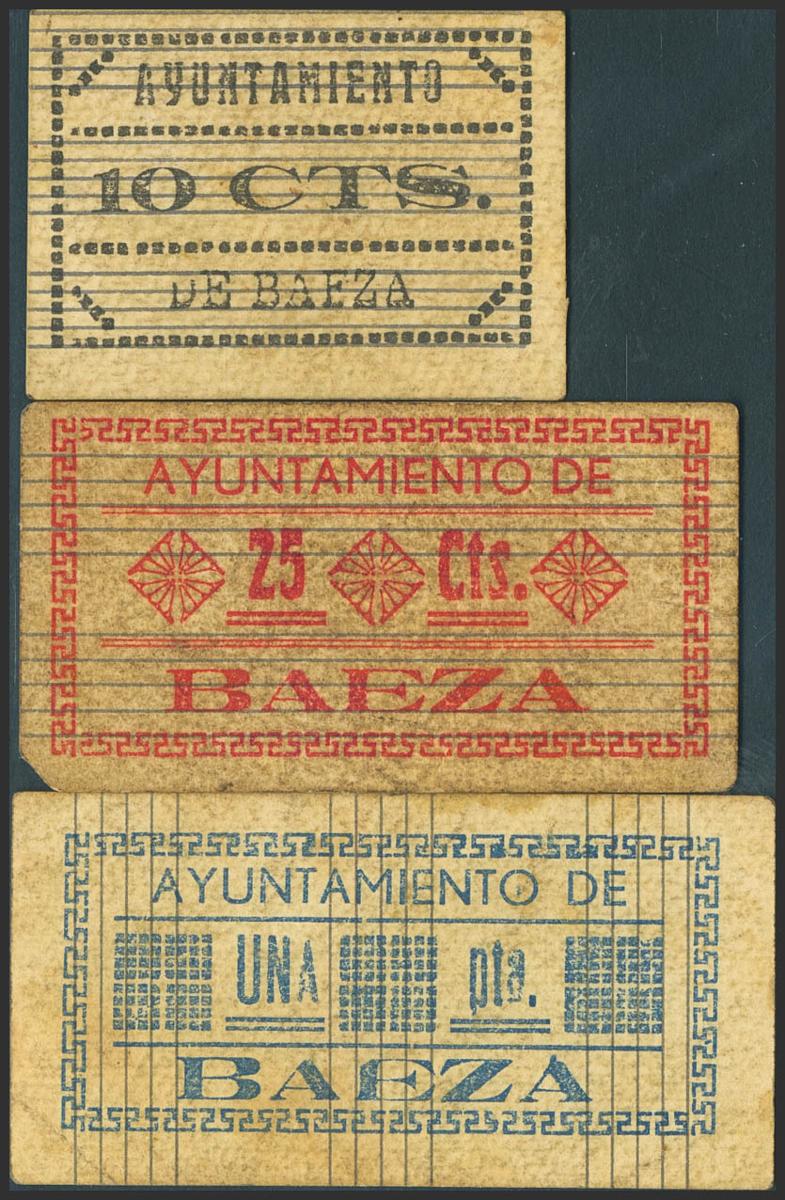 AYUNTAMIENTO
10 CTS.
DE BAEZA
AYUNTAMIENTO DE
25 Cts.
BAEZA
AYUNTAMIENTO DE
UNA pta.
BAEZA